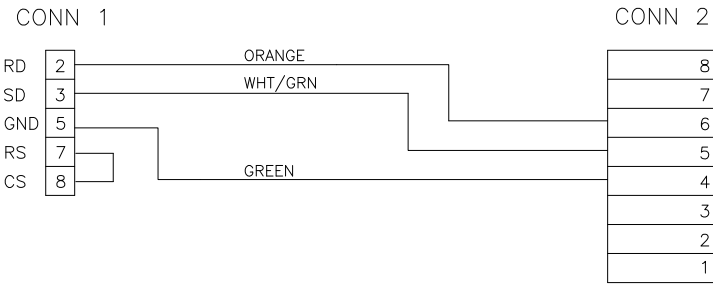 CONN 1
CONN 2
RD 2 ORANGE 8
SD 3 WHT/GRN 7
GND 5 6
RS 7 5
CS 8 GREEN 4
3
2
1